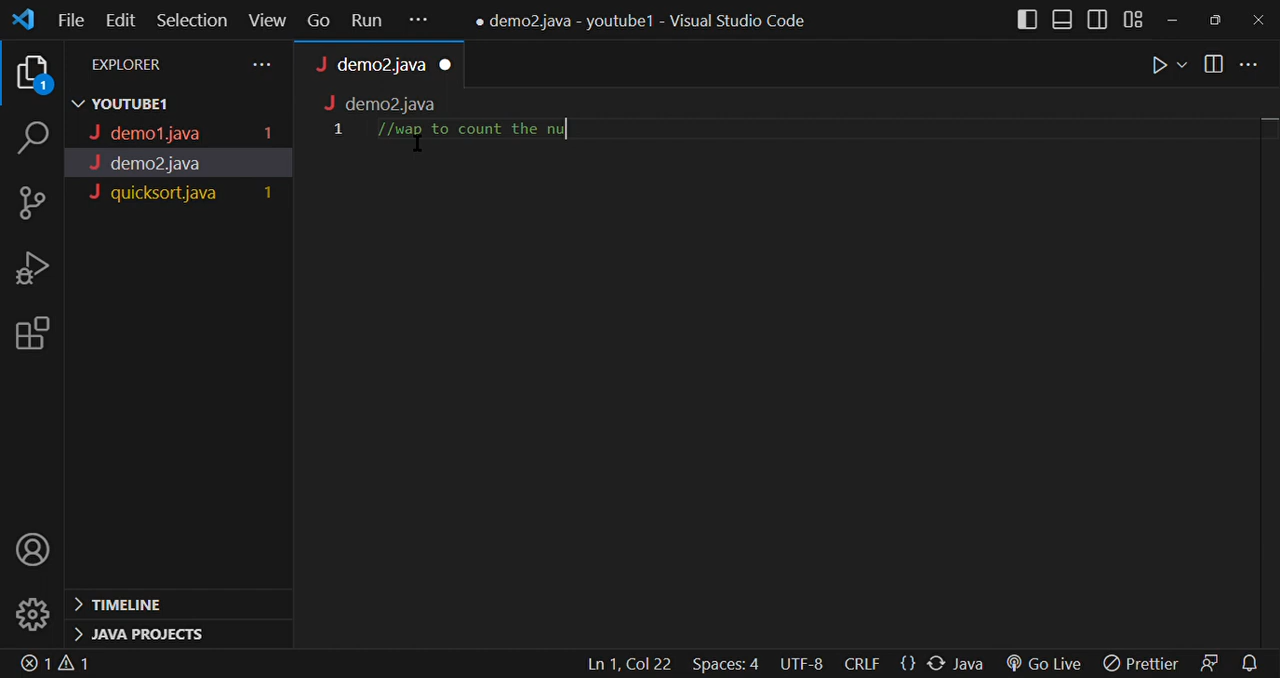 File Edit Selection View Go Run ··· ● demo2.java - youtube1 - Visual Studio Code
EXPLORER ···
YOUTUBE1
J demo1.java 1
J demo2.java
J quicksort.java 1
TIMELINE
JAVA PROJECTS
J demo2.java ●
J demo2.java
1 //wap to count the nu
1
1 1 Ln 1, Col 22 Spaces: 4 UTF-8 CRLF {} Java Go Live Prettier